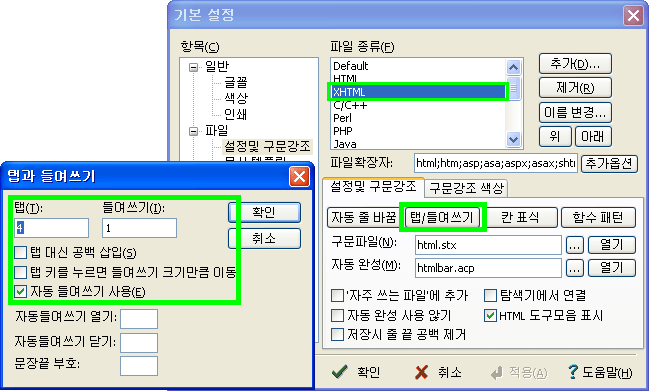 기본 설정
항목(C)
일반
글꼴
색상
인쇄
파일
설정및 구문강조
파일 종류(F)
Default
HTML
XHTML
C/C++
Perl
PHP
Java
추가(D)...
제거(R)
이름 변경...
위
아래
파일확장자:
html;htm;asp;asa;aspx;asax;sht
추가옵션
설정및 구문강조
구문강조 색상
자동 줄 바꿈
탭/들여쓰기
칸 표식
함수 패턴
구문파일(N):
html.stx
...
열기
자동 완성(M):
htmlbar.acp
...
열기
'자주 쓰는 파일'에 추가
탐색기에서 연결
자동 완성 사용 않기
HTML 도구모음 표시
저장시 줄 끝 공백 제거
확인
취소
적용(A)
도움말(H)
탭과 들여쓰기
탭(T):
들여쓰기(I):
4
1
확인
취소
탭 대신 공백 삽입(S)
탭 키를 누르면 들여쓰기 크기만큼 이동
자동 들여쓰기 사용(E)
자동들여쓰기 열기:
자동들여쓰기 닫기:
문장끝 부호: